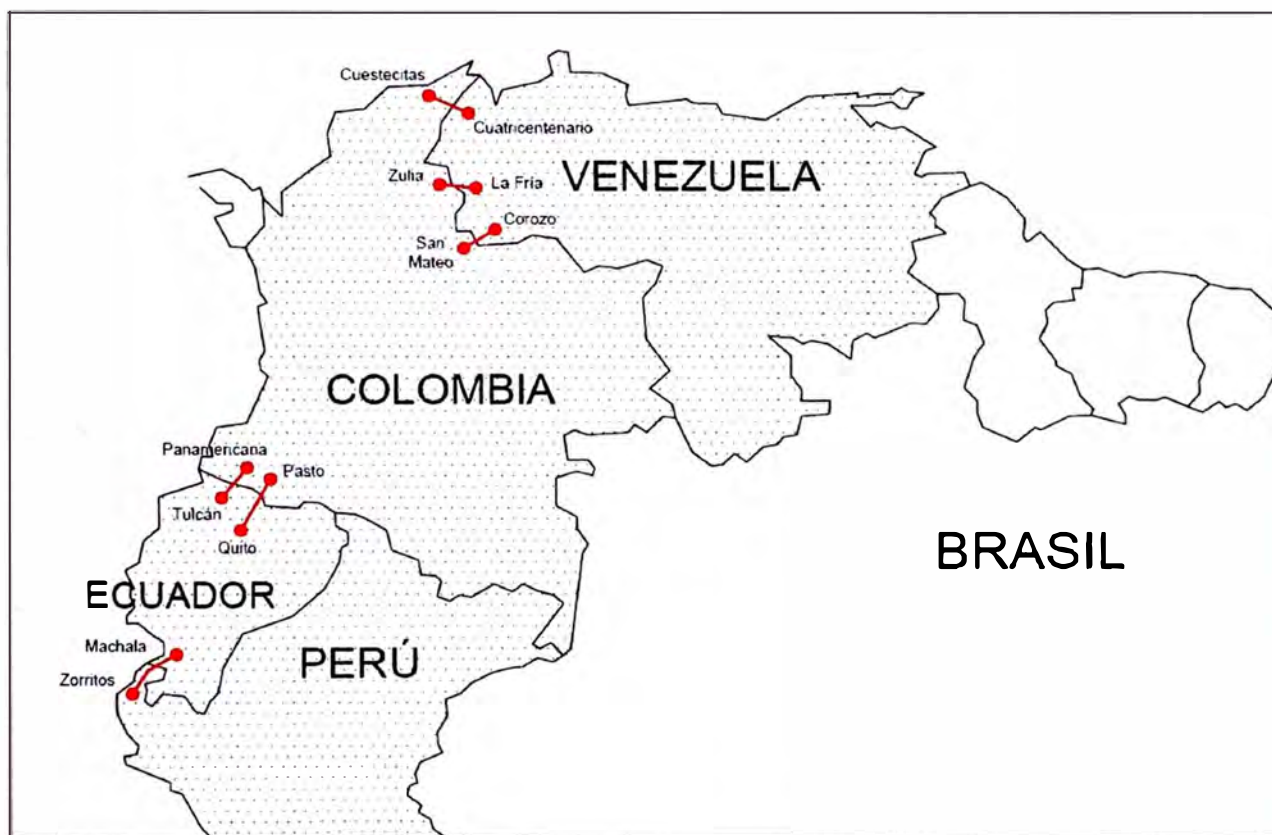 Cuestecitas
Cuatricentenario
VENEZUELA
Zulia
La Fría
Corozo
San
Mateo
COLOMBIA
Panamericana
Pasto
Tulcán
Quito
BRASIL
ECUADOR
Machala
PERÚ
Zorritos